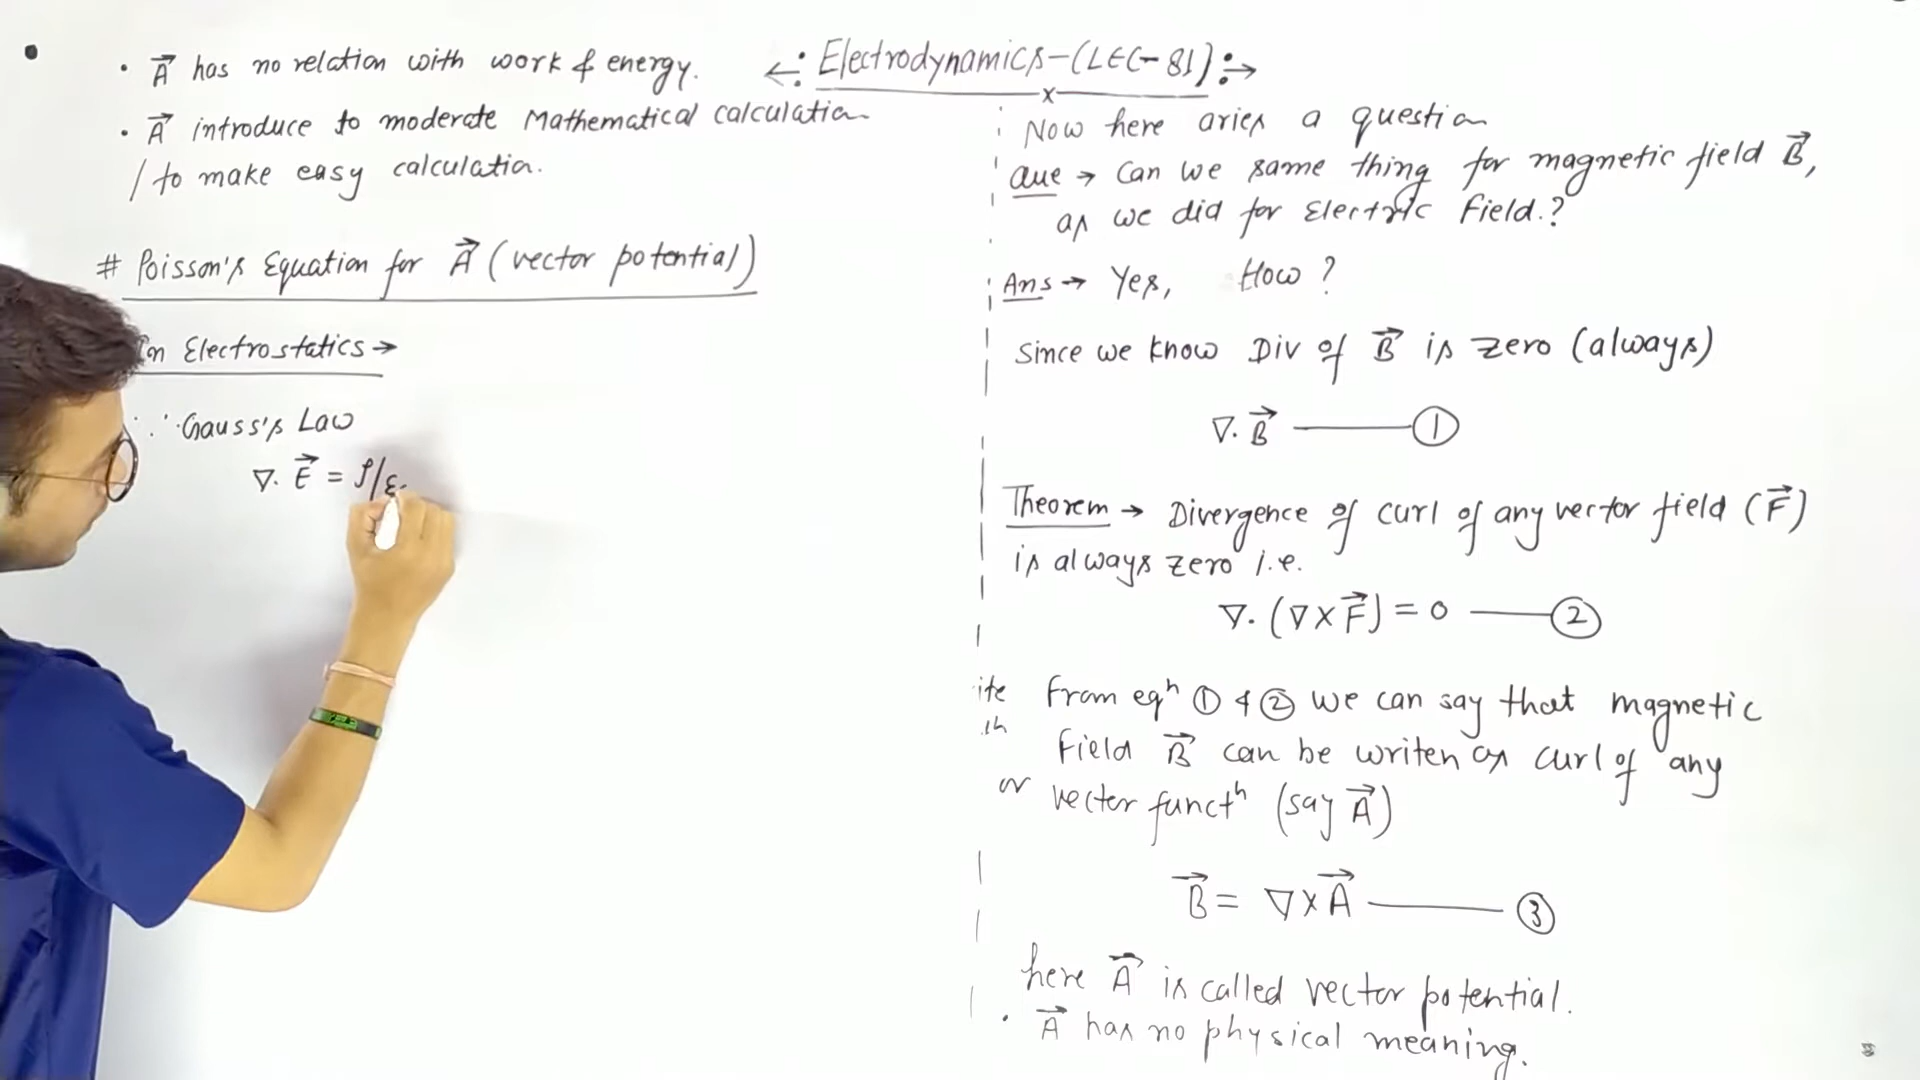 ← Electrodynamics-(LEC-81) →
x
• A⃗ has no relation with work & energy.
• A⃗ introduce to moderate Mathematical calculation
/ to make easy calculation.
# Poisson's Equation for A⃗ (vector potential)
In Electrostatics →
∵ Gauss's Law
∇. E⃗ = ρ/ε.
Now here aries a question
Que → Can we same thing for magnetic field B⃗,
as we did for Electric Field.?
Ans → Yes, How ?
Since we know Div of B⃗ is zero (always)
∇. B⃗ —— ①
Theorem → Divergence of curl of any vector field (F⃗)
is always zero i.e.
∇. (∇ × F⃗) = 0 —— ②
ite From eqⁿ ① & ② we can say that magnetic
Field B⃗ can be writen as curl of any
or vector functⁿ (say A⃗)
B⃗ = ∇ × A⃗ —— ③
here A⃗ is called vector potential.
• A⃗ has no physical meaning.